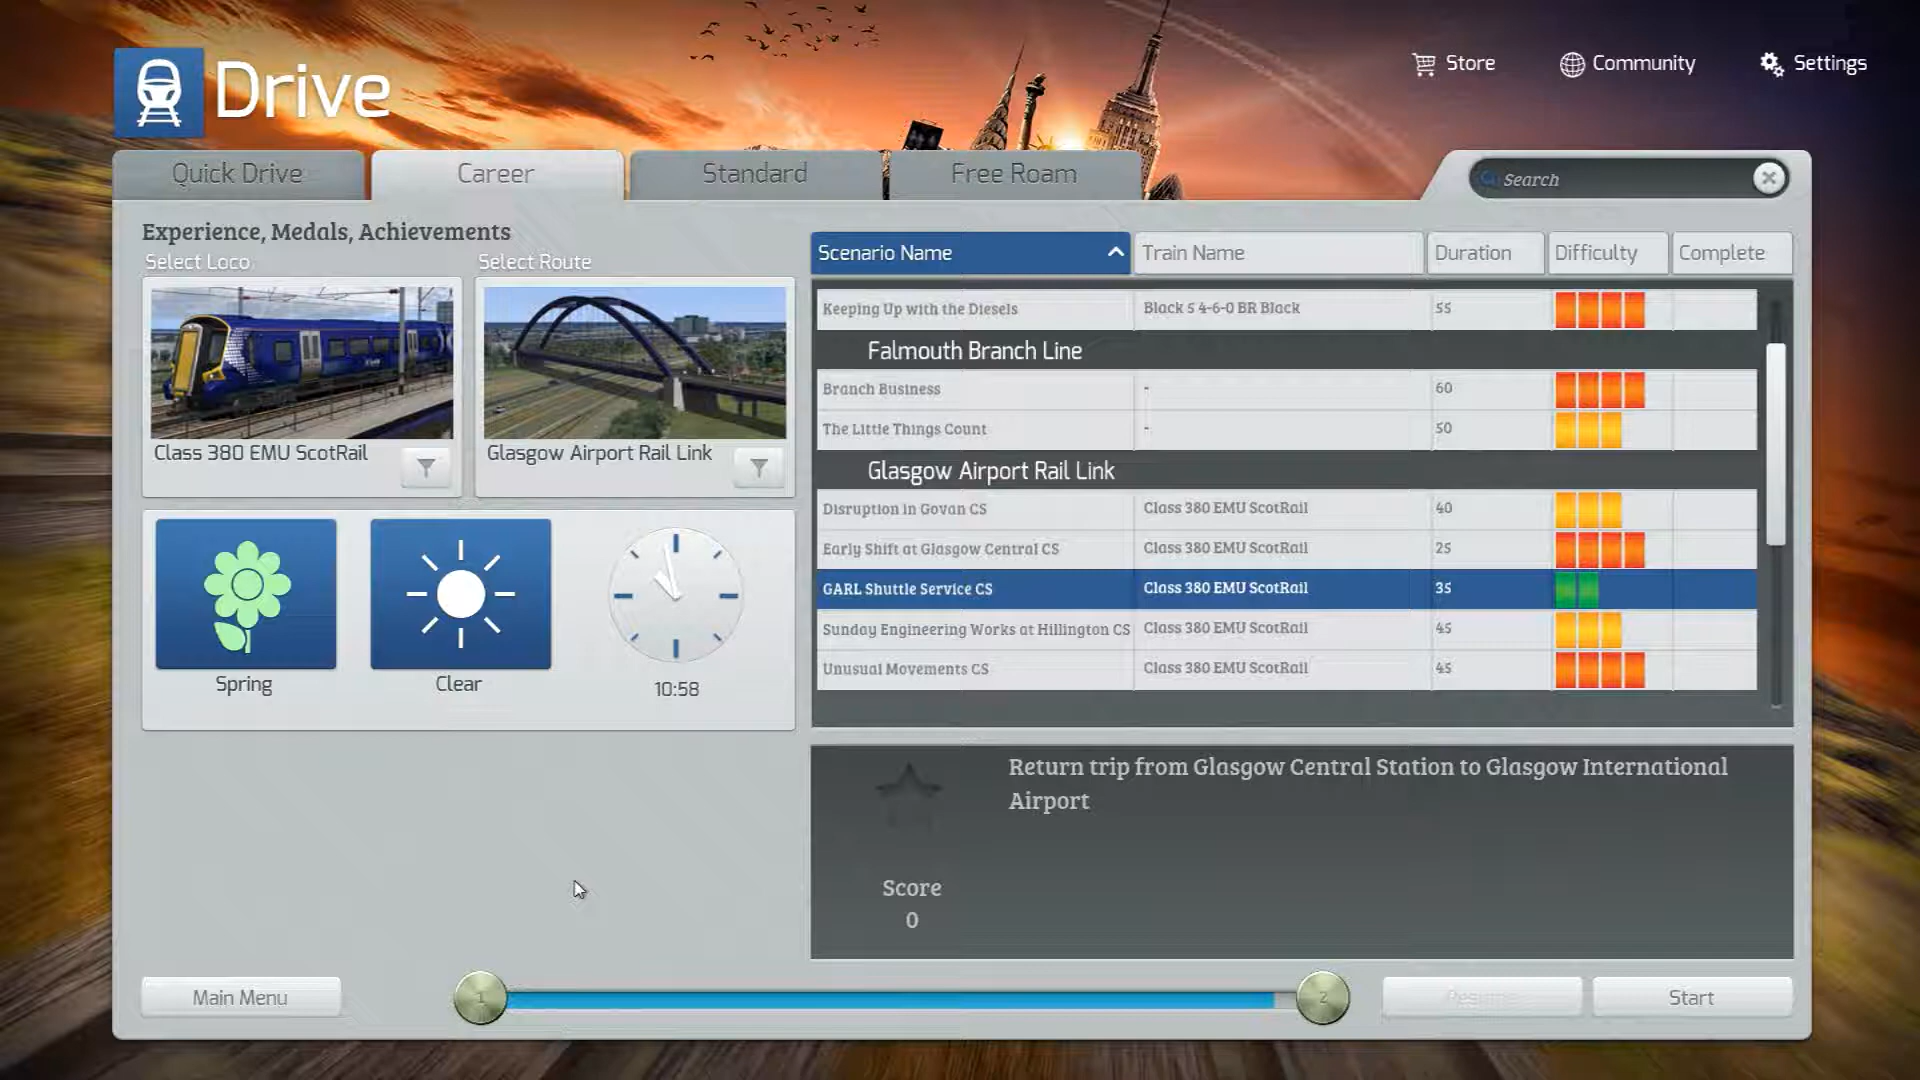 Drive
Store
Community
Settings
Quick Drive
Career
Standard
Free Roam
Search
Experience, Medals, Achievements
Select Loco
Select Route
Class 380 EMU ScotRail
Glasgow Airport Rail Link
Spring
Clear
10:58
Scenario Name
Train Name
Duration
Difficulty
Complete
Keeping Up with the Diesels
Black 5 4-6-0 BR Black
55
Falmouth Branch Line
Branch Business
-
60
The Little Things Count
-
50
Glasgow Airport Rail Link
Disruption in Govan CS
Class 380 EMU ScotRail
40
Early Shift at Glasgow Central CS
Class 380 EMU ScotRail
25
GARL Shuttle Service CS
Class 380 EMU ScotRail
35
Sunday Engineering Works at Hillington CS
Class 380 EMU ScotRail
45
Unusual Movements CS
Class 380 EMU ScotRail
45
Return trip from Glasgow Central Station to Glasgow International
Airport
Score
0
Main Menu
1
2
Start